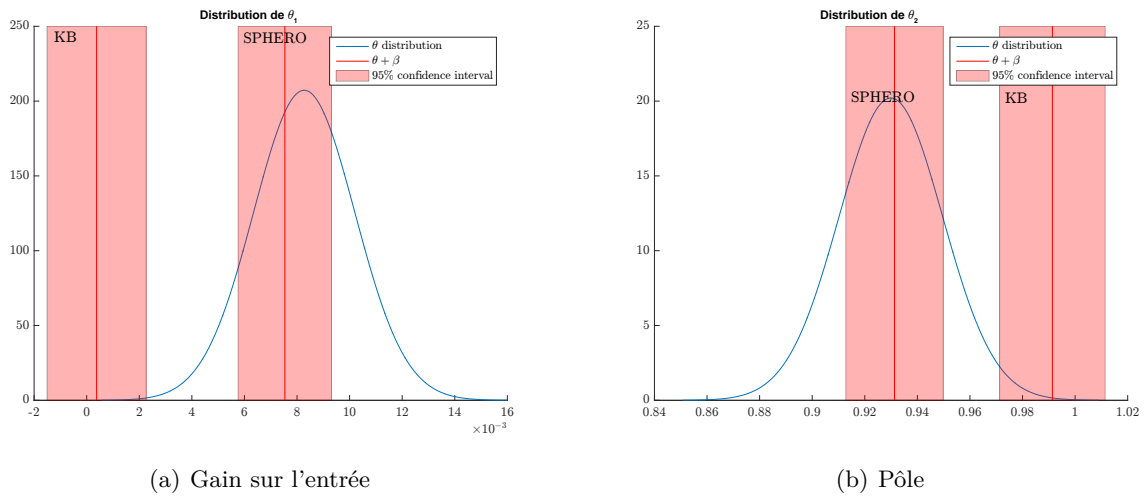 Distribution de θ₁
250
200
150
100
50
0
-2 0 2 4 6 8 10 12 14 16
×10⁻³
KB
SPHERO
θ distribution
θ + β
95% confidence interval
(a) Gain sur l'entrée
Distribution de θ₂
25
20
15
10
5
0
0.84 0.86 0.88 0.9 0.92 0.94 0.96 0.98 1 1.02
SPHERO
KB
θ distribution
θ + β
95% confidence interval
(b) Pôle